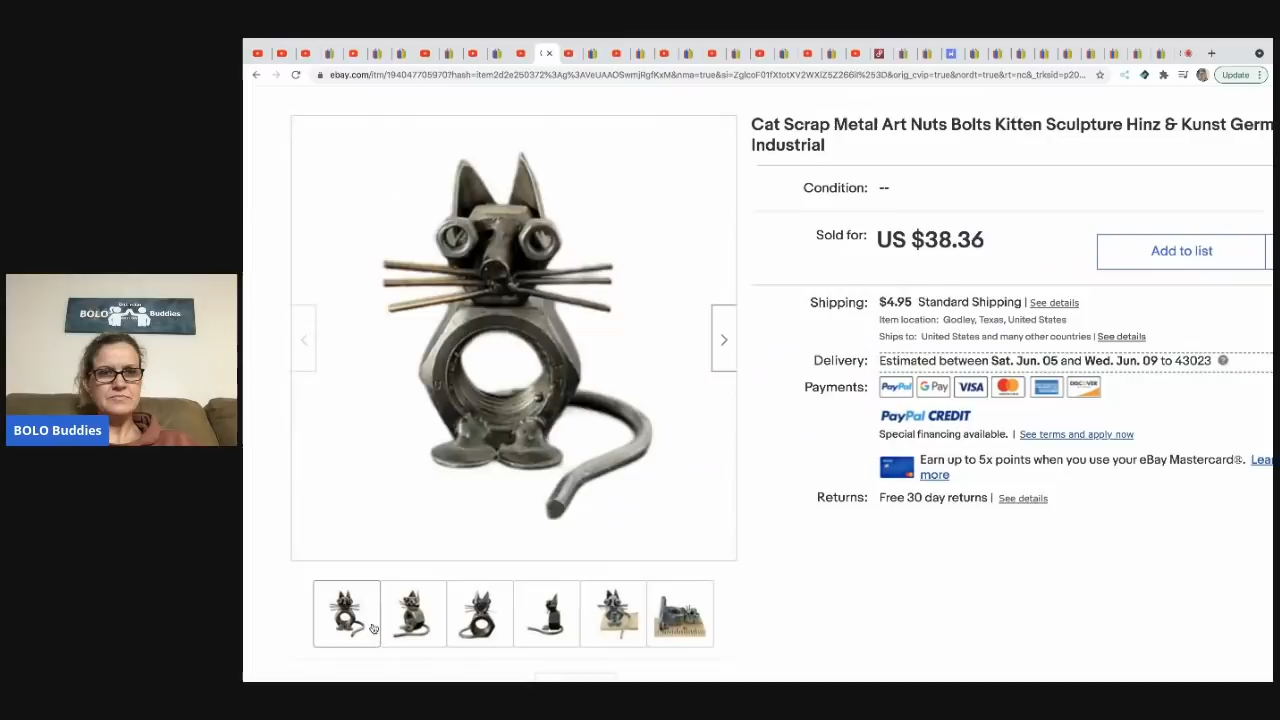 ebay.com/itm/194047705970?hash=item2d2e250372%3Ag%3AVeUAAOSwmjRgfKxM&nma=true&si=ZglcoF01fXtotXV2WXlZ5Z266iI%253D&orig_cvip=true&nordt=true&rt=nc&_trksid=p20...
Update
Cat Scrap Metal Art Nuts Bolts Kitten Sculpture Hinz & Kunst Germ
Industrial
Condition: --
Sold for: US $38.36
Add to list
Shipping: $4.95 Standard Shipping | See details
Item location: Godley, Texas, United States
Ships to: United States and many other countries | See details
Delivery: Estimated between Sat. Jun. 05 and Wed. Jun. 09 to 43023
Payments: PayPal G Pay VISA DISCOVER
PayPal CREDIT
Special financing available. | See terms and apply now
Earn up to 5x points when you use your eBay Mastercard®. Lear
more
Returns: Free 30 day returns | See details
BOLO Buddies
BOLO Buddies